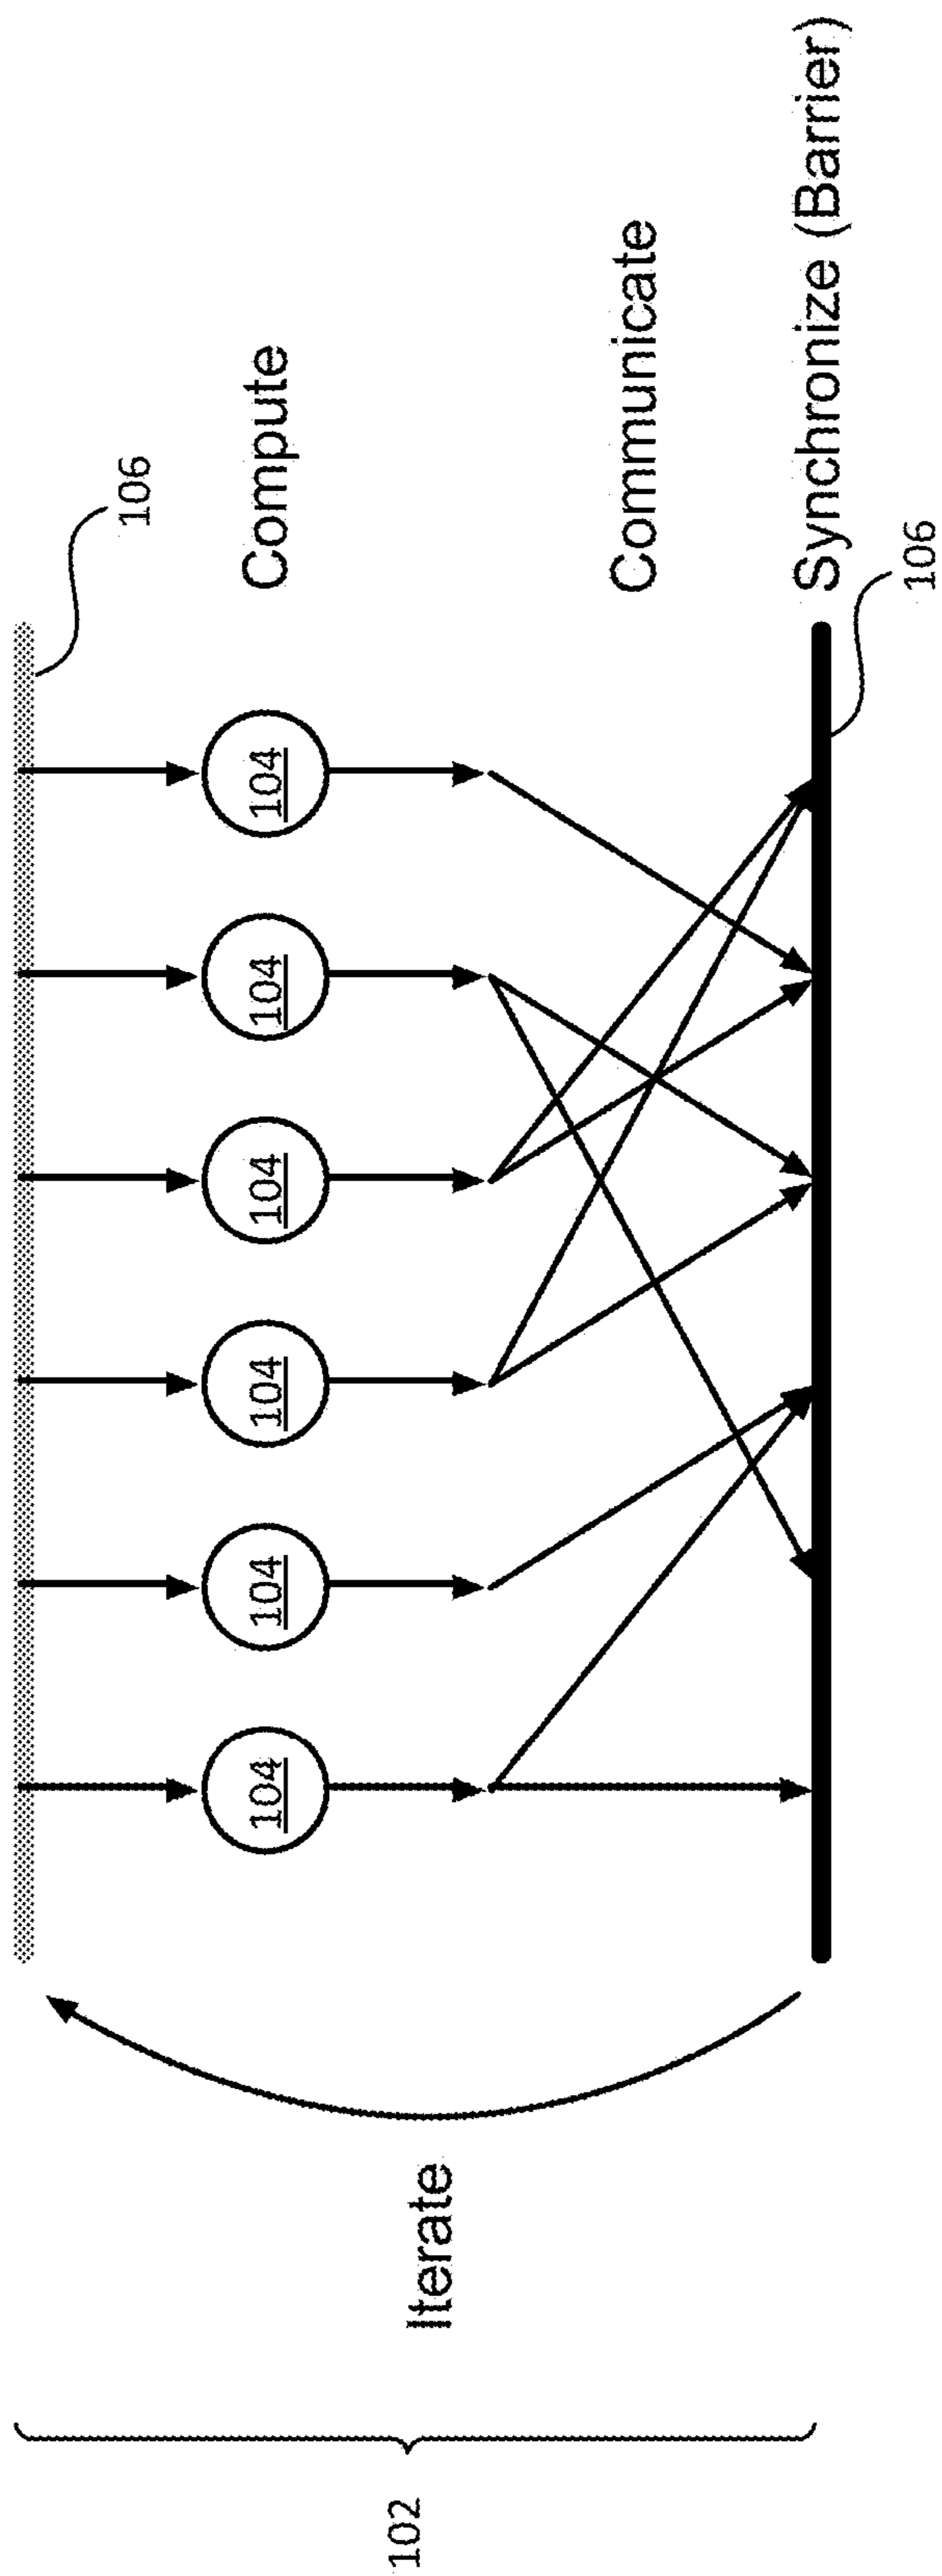 106
Compute
104 104 104 104 104 104
Iterate
102
Communicate
Synchronize (Barrier)
106